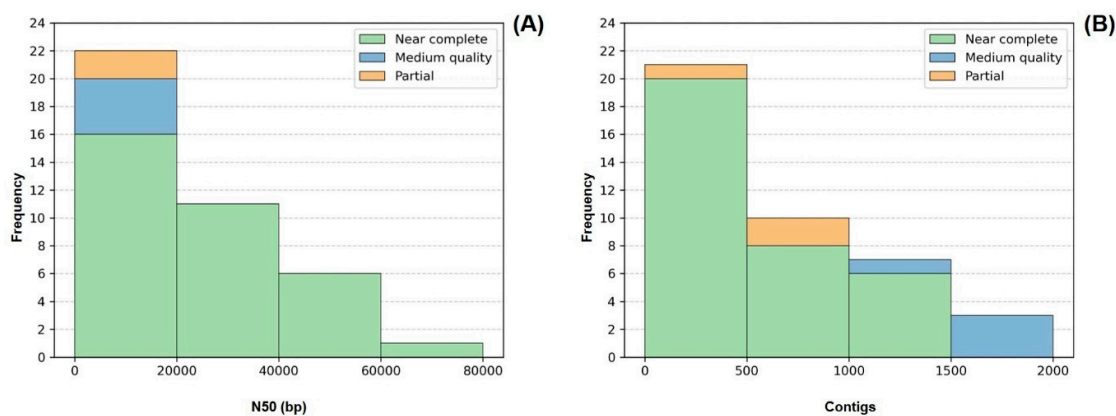 (A)
24
22
20
18
16
14
12
10
8
6
4
2
0
Frequency
Near complete
Medium quality
Partial
0 20000 40000 60000 80000
N50 (bp)
(B)
24
22
20
18
16
14
12
10
8
6
4
2
0
Frequency
Near complete
Medium quality
Partial
0 500 1000 1500 2000
Contigs